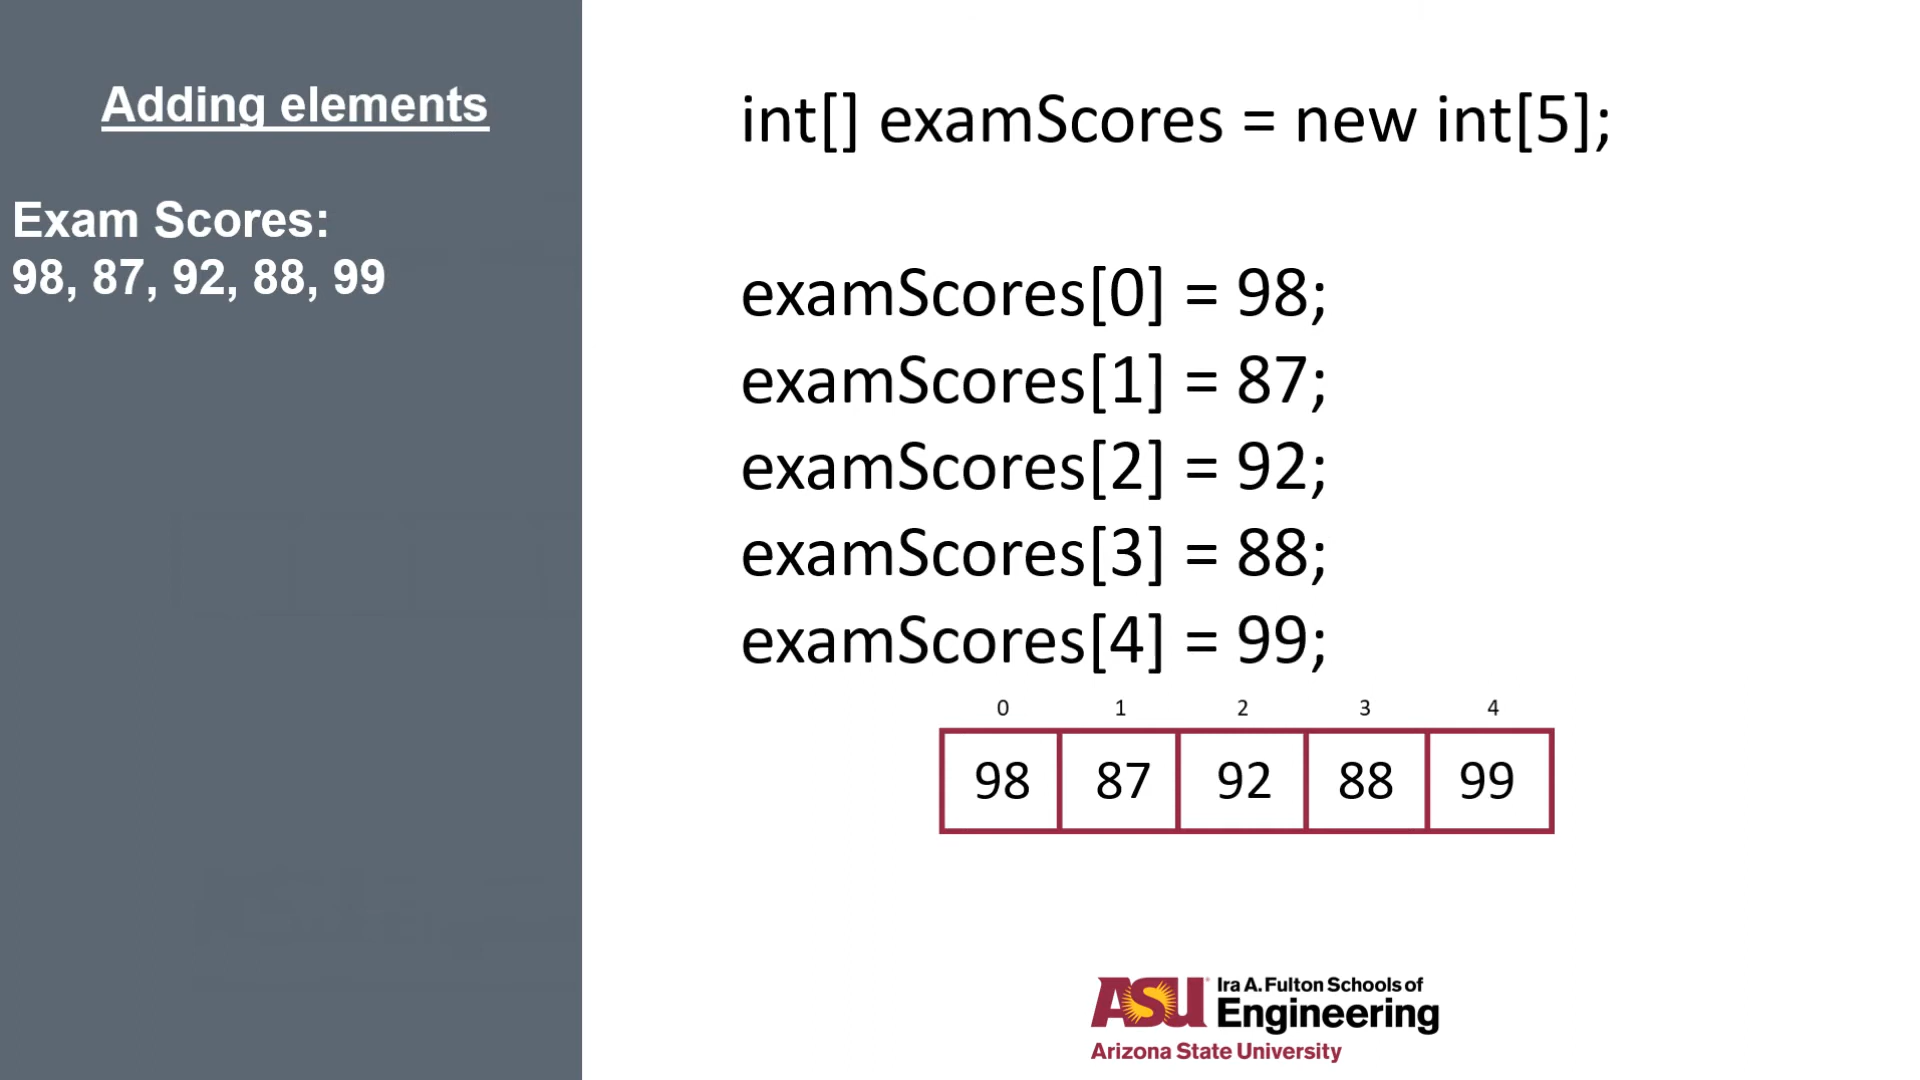 Adding elements
Exam Scores:
98, 87, 92, 88, 99
int[] examScores = new int[5];
examScores[0] = 98;
examScores[1] = 87;
examScores[2] = 92;
examScores[3] = 88;
examScores[4] = 99;
0 1 2 3 4
98 87 92 88 99
ASU Ira A. Fulton Schools of
Engineering
Arizona State University